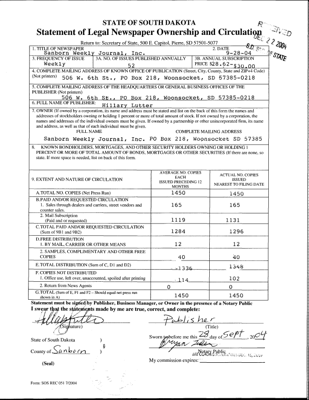 STATE OF SOUTH DAKOTA
Statement of Legal Newspaper Ownership and Circulation
Return to: Secretary of State, 500 E. Capitol, Pierre, SD 57501-5077
1. TITLE OF NEWSPAPER
Sanborn Weekly Journal, Inc.
2. DATE
9-28-04
3. FREQUENCY OF ISSUE
Weekly
3A. NO. OF ISSUES PUBLISHED ANNUALLY
52
3B. ANNUAL SUBSCRIPTION
PRICE $28.62-$30.00
4. COMPLETE MAILING ADDRESS OF KNOWN OFFICE OF PUBLICATION (Street, City, County, State and ZIP+4 Code)
(Not printers)
506 W. 6th St., PO Box 218, Woonsocket, SD 57385-0218
5. COMPLETE MAILING ADDRESS OF THE HEADQUARTERS OR GENERAL BUSINESS OFFICES OF THE
PUBLISHER (Not printers)
506 W. 6th St., PO Box 218, Woonsocket, SD 57385-0218
6. FULL NAME OF PUBLISHER:
Hillary Lutter
7. OWNER (If owned by a corporation, its name and address must be stated and list on the back of this form the names and
addresses of stockholders owning or holding 1 percent or more of total amount of stock. If not owned by a corporation, the
names and addresses of the individual owners must be given. If owned by a partnership or other unincorporated firm, its name
and address, as well as that of each individual must be given.
FULL NAME
COMPLETE MAILING ADDRESS
Sanborn Weekly Journal, Inc. PO Box 218, Woonsocket SD 57385
8. KNOWN BONDHOLDERS, MORTGAGES, AND OTHER SECURITY HOLDERS OWNING OR HOLDING 1
PERCENT OR MORE OF TOTAL AMOUNT OF BONDS, MORTGAGES OR OTHER SECURITIES (If there are none, so
state. If more space is needed, list on back of this form.
9. EXTENT AND NATURE OF CIRCULATION
AVERAGE NO. COPIES
EACH
ISSUES PRECEDING 12
MONTHS
ACTUAL NO. COPIES
ISSUED
NEAREST TO FILING DATE
A. TOTAL NO. COPIES (Net Press Run)
1450
1450
B. PAID AND/OR REQUESTED CIRCULATION
1. Sales through dealers and carriers, street vendors and
counter sales.
165
165
2. Mail Subscription
(Paid and/or requested)
1119
1131
C. TOTAL PAID AND/OR REQUESTED CIRCULATION
(Sum of 9B1 and 9B2)
1284
1296
D. FREE DISTRIBUTION
1. BY MAIL, CARRIER OR OTHER MEANS
12
12
2. SAMPLES, COMPLIMENTARY AND OTHER FREE
COPIES
40
40
E. TOTAL DISTRIBUTION (Sum of C, D1 and D2)
1336
1348
F. COPIES NOT DISTRIBUTED
1. Office use, left over, unaccounted, spoiled after printing
114
102
2. Return from News Agents
0
0
G. TOTAL (Sum of E, F1 and F2 - Should equal net press run
shown in A)
1450
1450
Statement must be signed by Publisher, Business Manager, or Owner in the presence of a Notary Public
I swear that the statements made by me are true, correct, and complete:
(Signature)
Publisher
(Title)
State of South Dakota )
County of Sanborn )
§
Sworn before me this 28 day of Sept 2004
Notary Public
(Seal)
My commission expires:
Form: SOS REC 051 7/2004